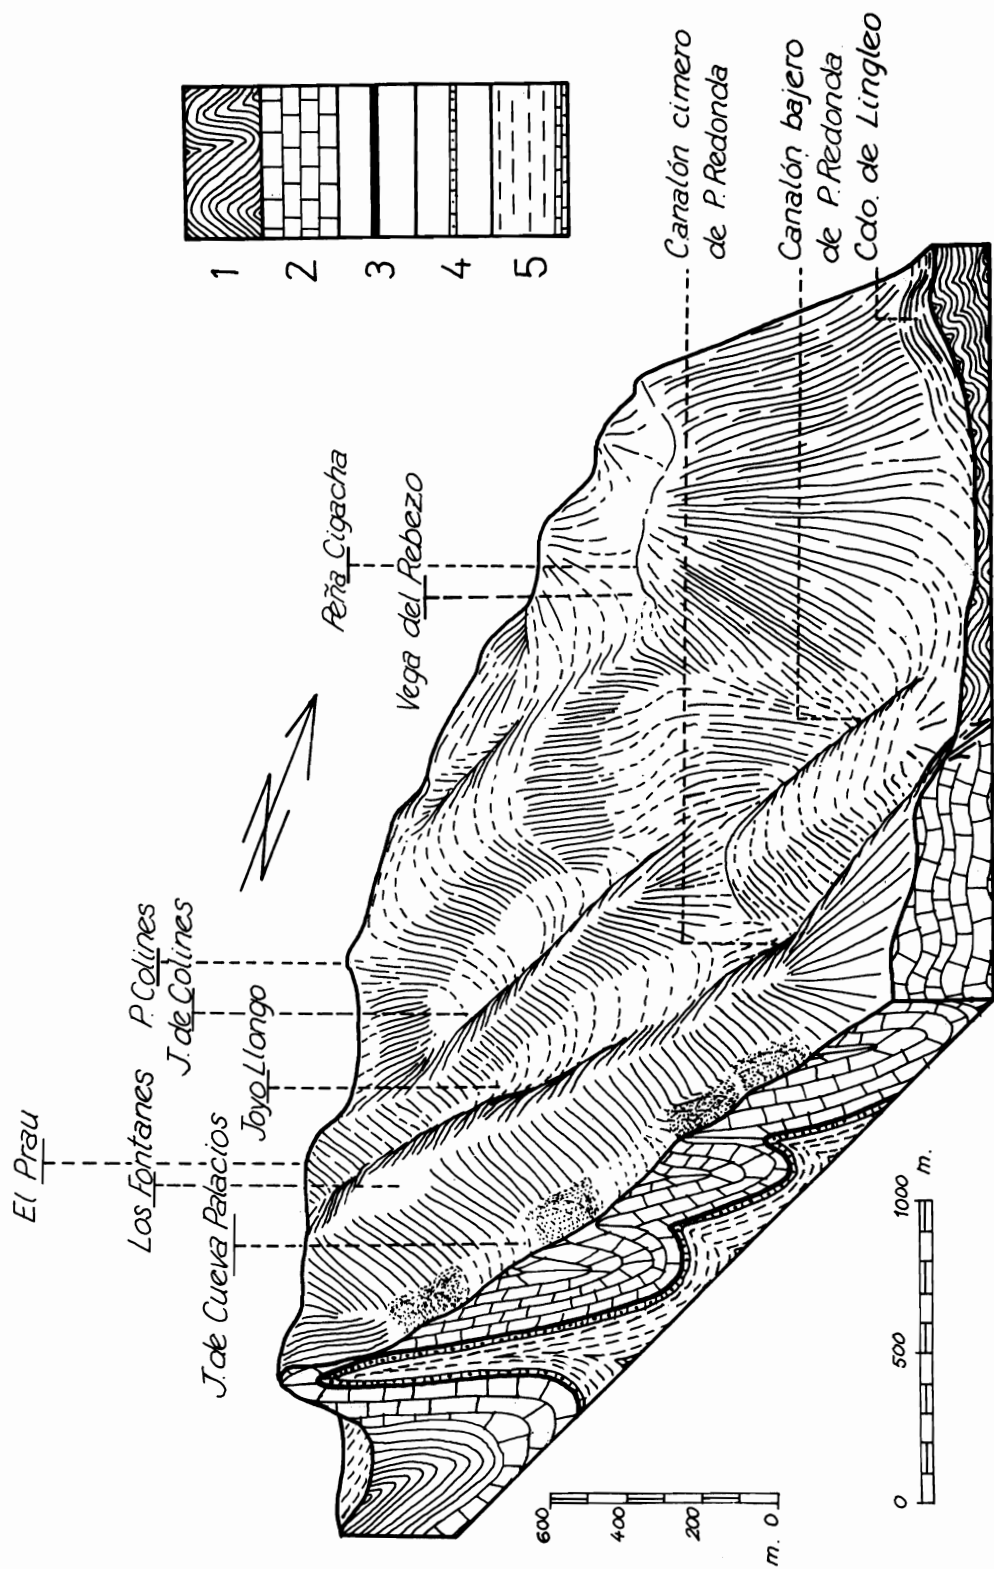 El Prau
Los Fontanes
P. Colines
J. de Colines
J. de Cueva Palacios
Joyo Llongo
Peña Cigacha
Vega del Rebezo
1
2
3
4
5
Canalón cimero
de P. Redonda
Canalón bajero
de P. Redonda
Cdo. de Lingleo
600
400
200
m. 0
0
500
1000
m.